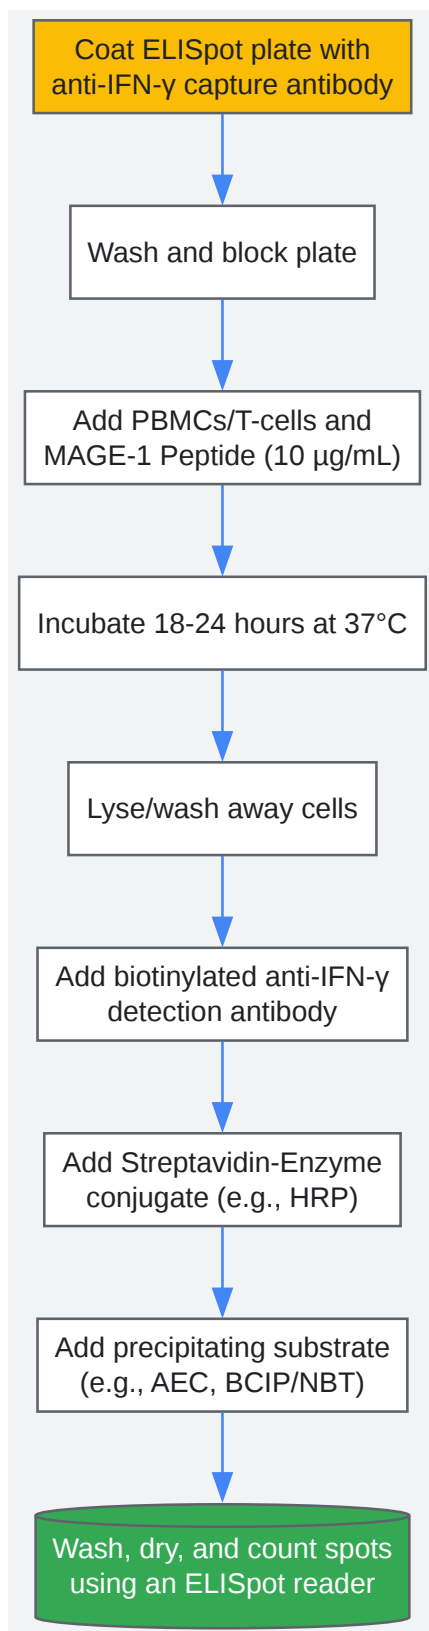 Coat ELISpot plate with
anti-IFN-γ capture antibody
Wash and block plate
Add PBMCs/T-cells and
MAGE-1 Peptide (10 µg/mL)
Incubate 18-24 hours at 37°C
Lyse/wash away cells
Add biotinylated anti-IFN-γ
detection antibody
Add Streptavidin-Enzyme
conjugate (e.g., HRP)
Add precipitating substrate
(e.g., AEC, BCIP/NBT)
Wash, dry, and count spots
using an ELISpot reader